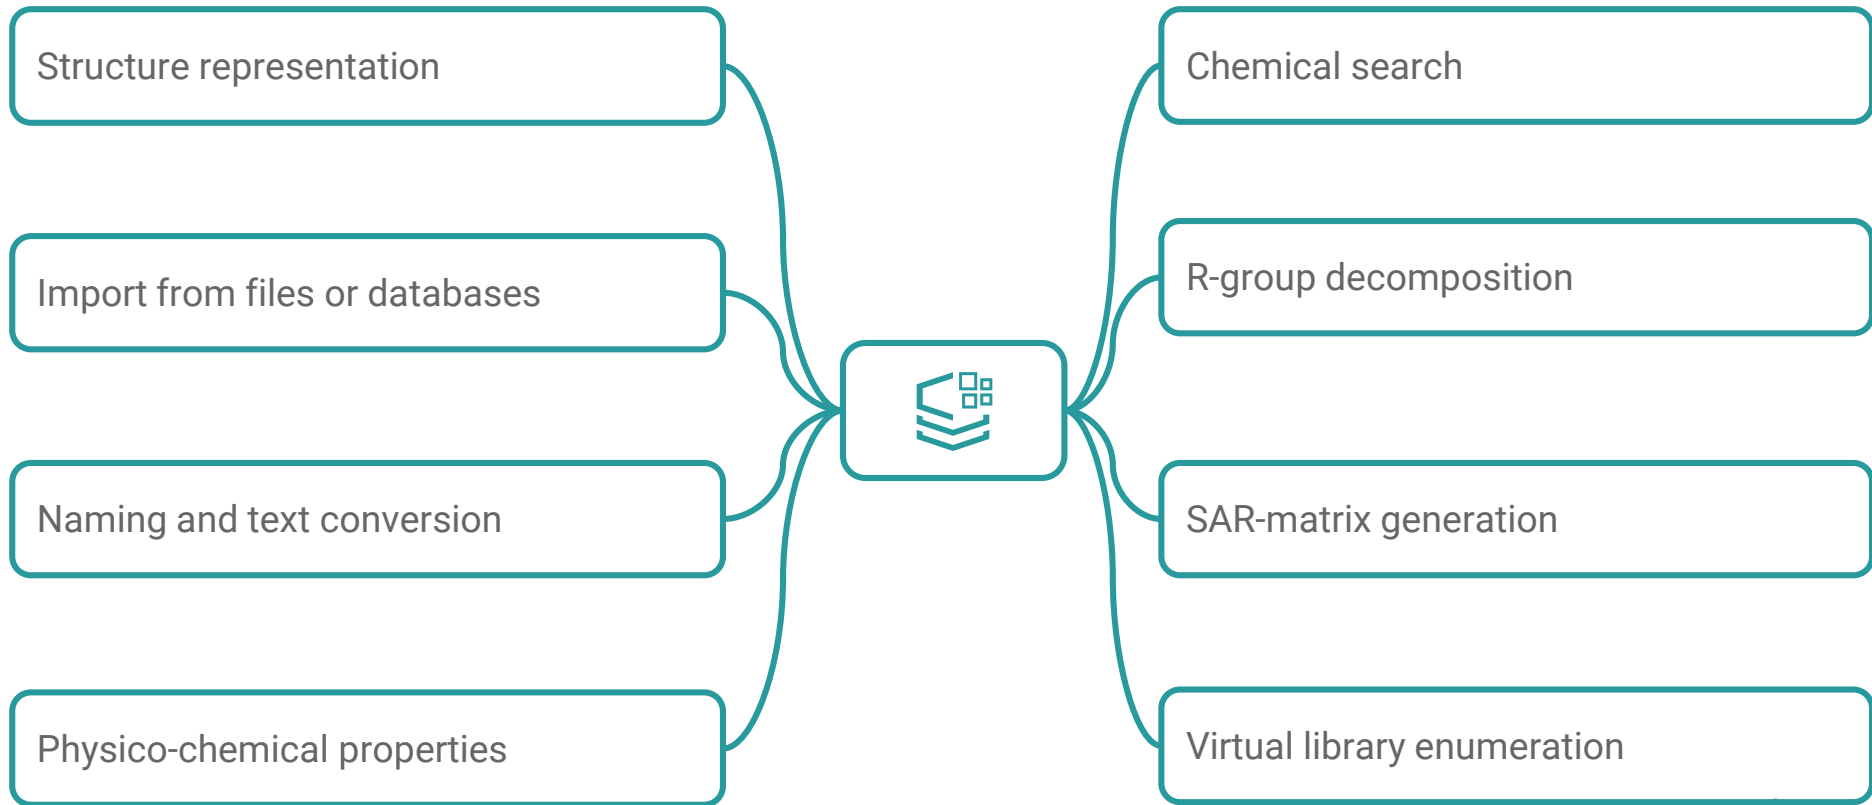 Structure representation
Import from files or databases
Naming and text conversion
Physico-chemical properties
Chemical search
R-group decomposition
SAR-matrix generation
Virtual library enumeration